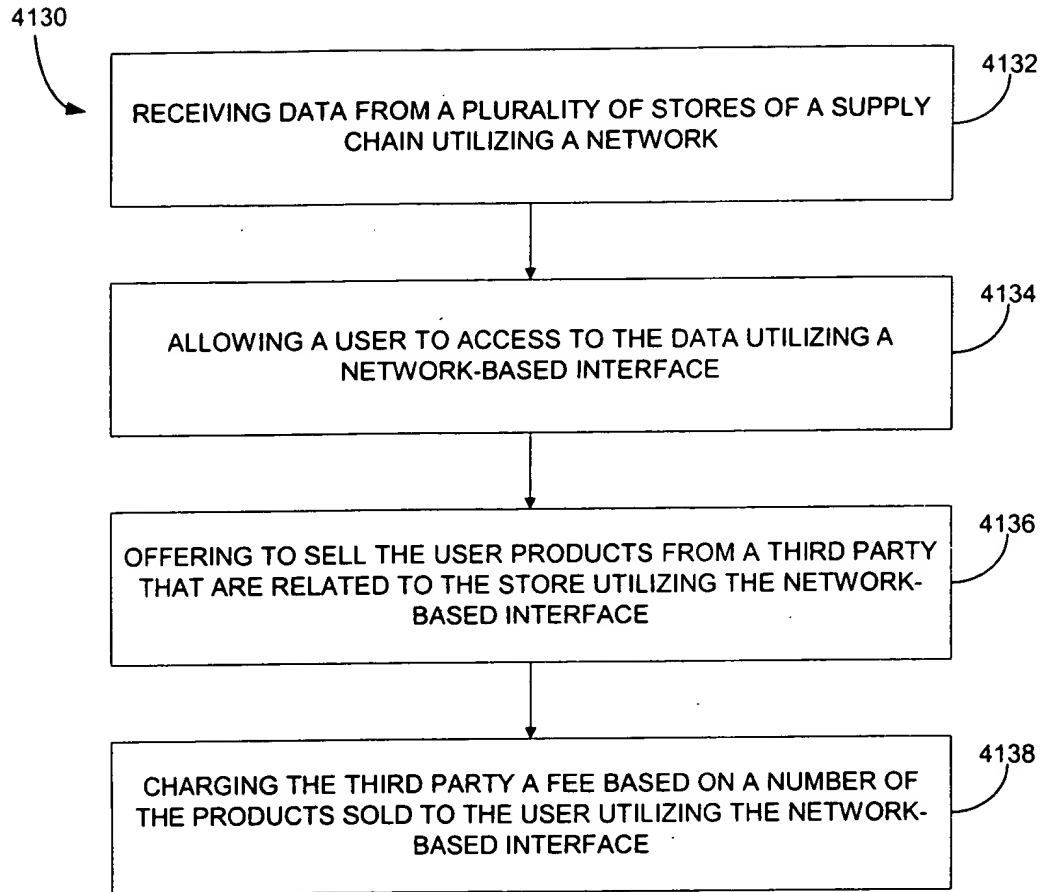 4130
4132
RECEIVING DATA FROM A PLURALITY OF STORES OF A SUPPLY
CHAIN UTILIZING A NETWORK
4134
ALLOWING A USER TO ACCESS TO THE DATA UTILIZING A
NETWORK-BASED INTERFACE
4136
OFFERING TO SELL THE USER PRODUCTS FROM A THIRD PARTY
THAT ARE RELATED TO THE STORE UTILIZING THE NETWORK-
BASED INTERFACE
4138
CHARGING THE THIRD PARTY A FEE BASED ON A NUMBER OF
THE PRODUCTS SOLD TO THE USER UTILIZING THE NETWORK-
BASED INTERFACE